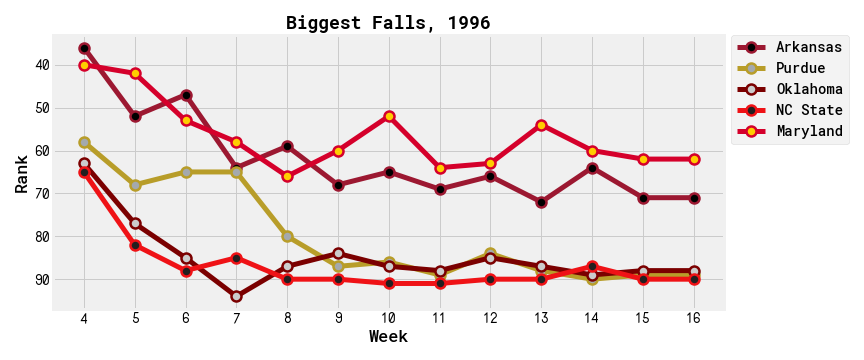 Biggest Falls, 1996
Arkansas
Purdue
Oklahoma
NC State
Maryland
Rank
40
50
60
70
80
90
4 5 6 7 8 9 10 11 12 13 14 15 16
Week